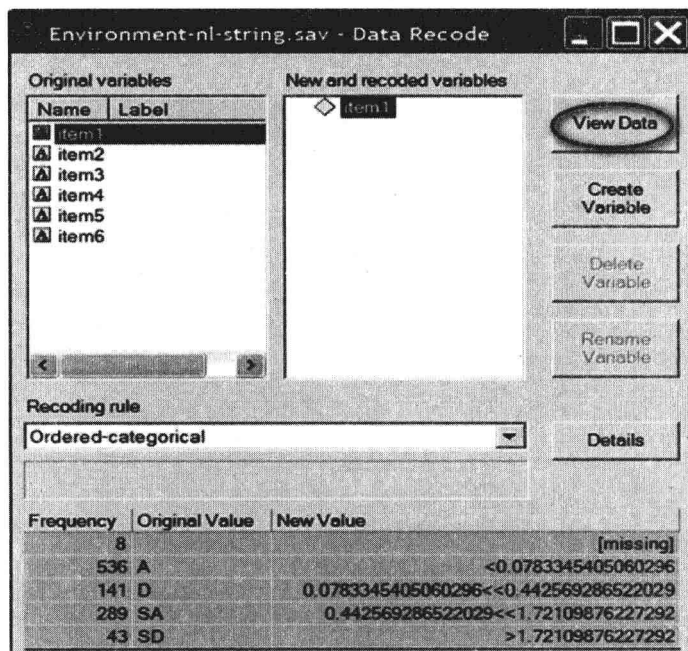 Environment-nl-string.sav - Data Recode
Original variables
New and recoded variables
Name Label
item1
item2
item3
item4
item5
item6
item1
View Data
Create Variable
Delete Variable
Rename Variable
Recoding rule
Ordered-categorical
Details
Frequency Original Value New Value
8 [missing]
536 A <0.0783345405060296
141 D 0.0783345405060296<<0.442569286522029
289 SA 0.442569286522029<<1.72109876227292
43 SD >1.72109876227292